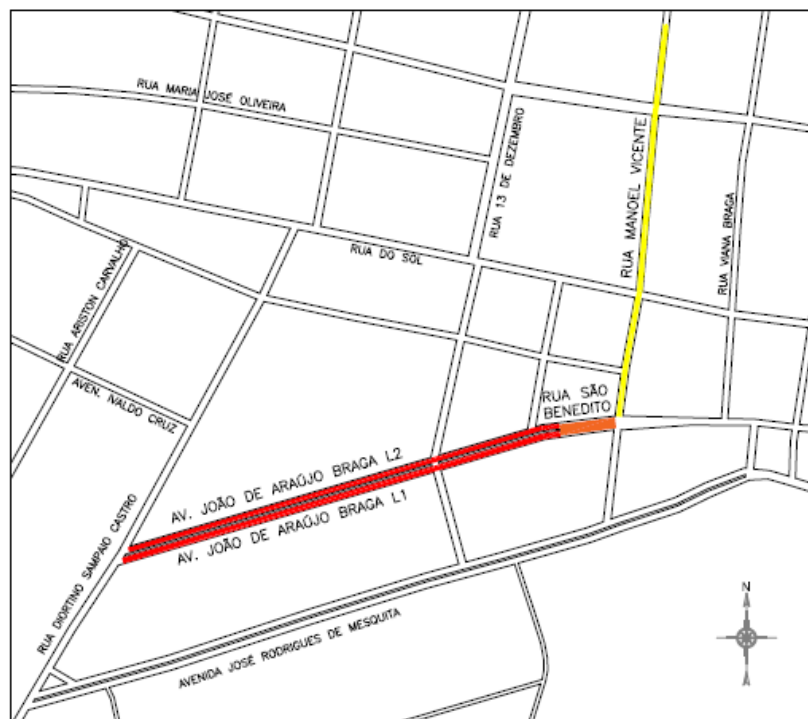 RUA MARIA JOSÉ OLIVEIRA
RUA 13 DE DEZEMBRO
RUA MANOEL VICENTE
RUA VIANA BRAGA
RUA DO SOL
RUA ARISTON CARVALHO
AVEN. IVALDO CRUZ
RUA SÃO
BENEDITO
AV. JOÃO DE ARAÚJO BRAGA L2
AV. JOÃO DE ARAÚJO BRAGA L1
RUA DIORTINO SAMPAIO CASTRO
AVENIDA JOSÉ RODRIGUES DE MESQUITA
N